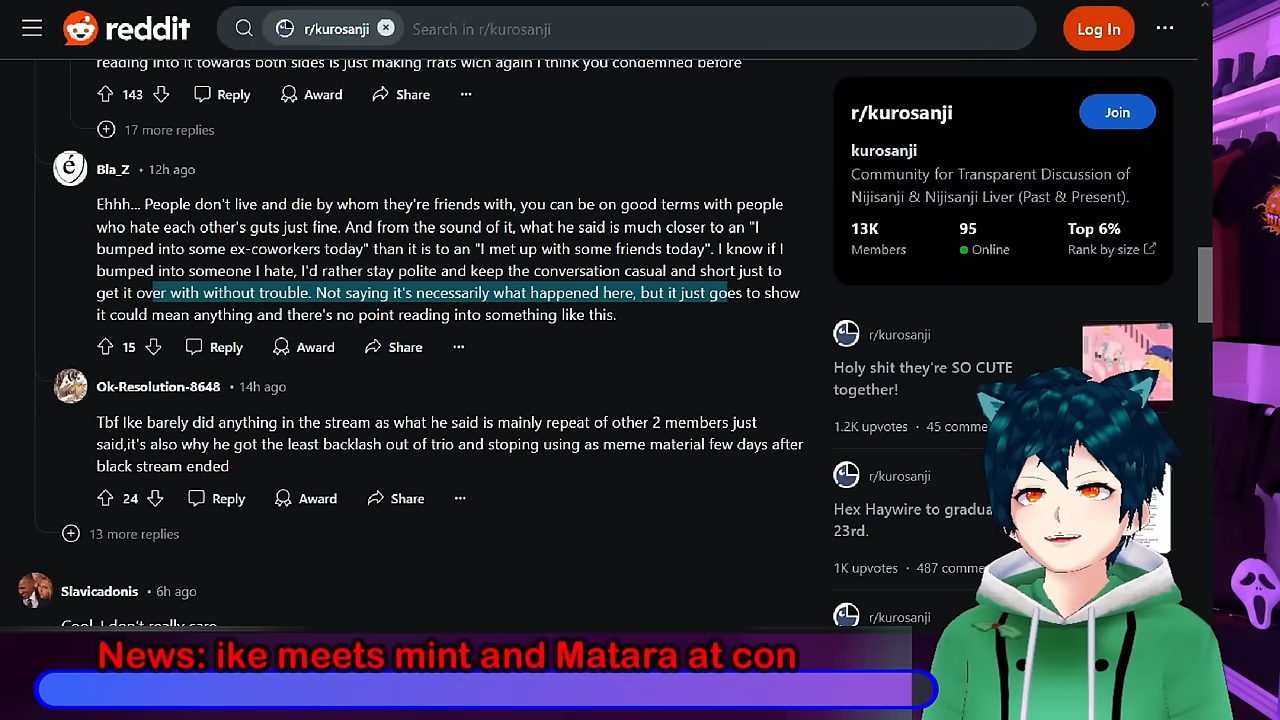 reddit
r/kurosanji
Search in r/kurosanji
Log In
reading into it towards both sides is just making rrats wich again I think you condemned before
143
Reply
Award
Share
17 more replies
é
Bla_Z • 12h ago
Ehhh... People don't live and die by whom they're friends with, you can be on good terms with people
who hate each other's guts just fine. And from the sound of it, what he said is much closer to an "I
bumped into some ex-coworkers today" than it is to an "I met up with some friends today". I know if I
bumped into someone I hate, I'd rather stay polite and keep the conversation casual and short just to
get it over with without trouble. Not saying it's necessarily what happened here, but it just goes to show
it could mean anything and there's no point reading into something like this.
15
Reply
Award
Share
Ok-Resolution-8648 • 14h ago
Tbf Ike barely did anything in the stream as what he said is mainly repeat of other 2 members just
said,it's also why he got the least backlash out of trio and stoping using as meme material few days after
black stream ended
24
Reply
Award
Share
13 more replies
Slavicadonis • 6h ago
Cool, I don't really care
r/kurosanji
Join
kurosanji
Community for Transparent Discussion of
Nijisanji & Nijisanji Liver (Past & Present).
13K
95
Top 6%
Members
Online
Rank by size
r/kurosanji
Holy shit they're SO CUTE
together!
1.2K upvotes • 45 comme
r/kurosanji
Hex Haywire to gradua
23rd.
1K upvotes • 487 comme
r/kurosanji
News: ike meets mint and Matara at con